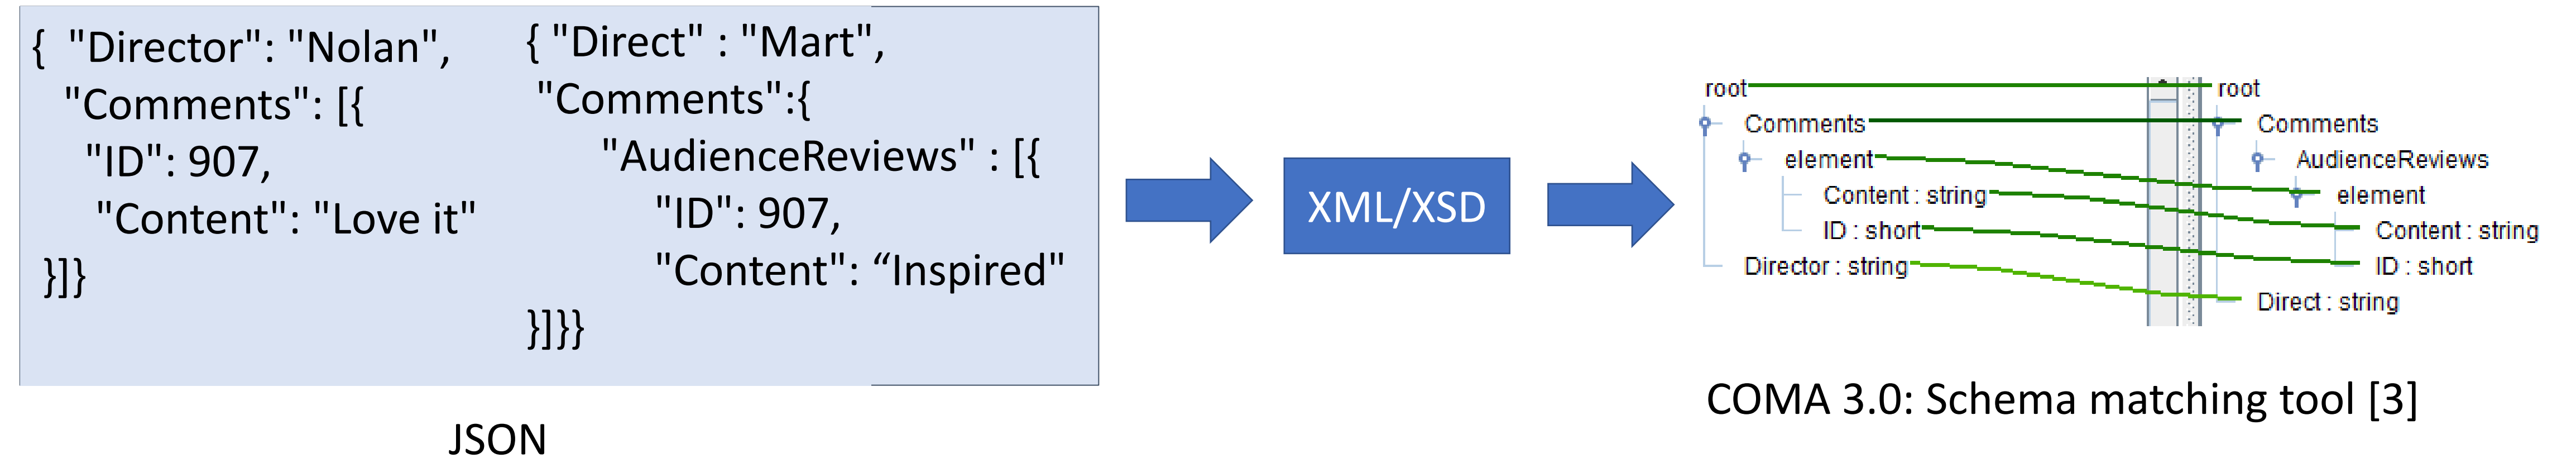 {  "Director": "Nolan",
"Comments": [{
"ID": 907,
"Content": "Love it"
}]}
{ "Direct" : "Mart",
"Comments":{
"AudienceReviews" : [{
"ID": 907,
"Content": “Inspired"
}]}}
JSON
XML/XSD
root
Comments
element
Content : string
ID : short
Director : string
root
Comments
AudienceReviews
element
Content : string
ID : short
Direct : string
COMA 3.0: Schema matching tool [3]